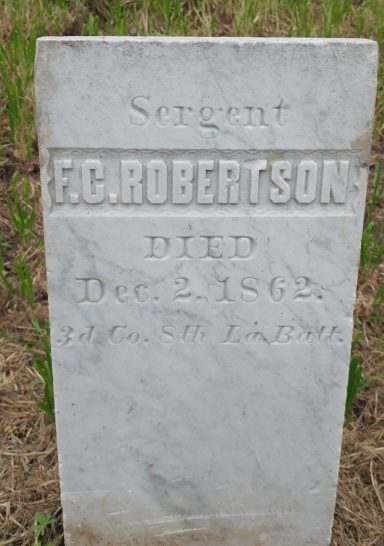 Sergent
F.C.ROBERTSON
DIED
Dec. 2, 1862.
3d Co. 8th La Batt.